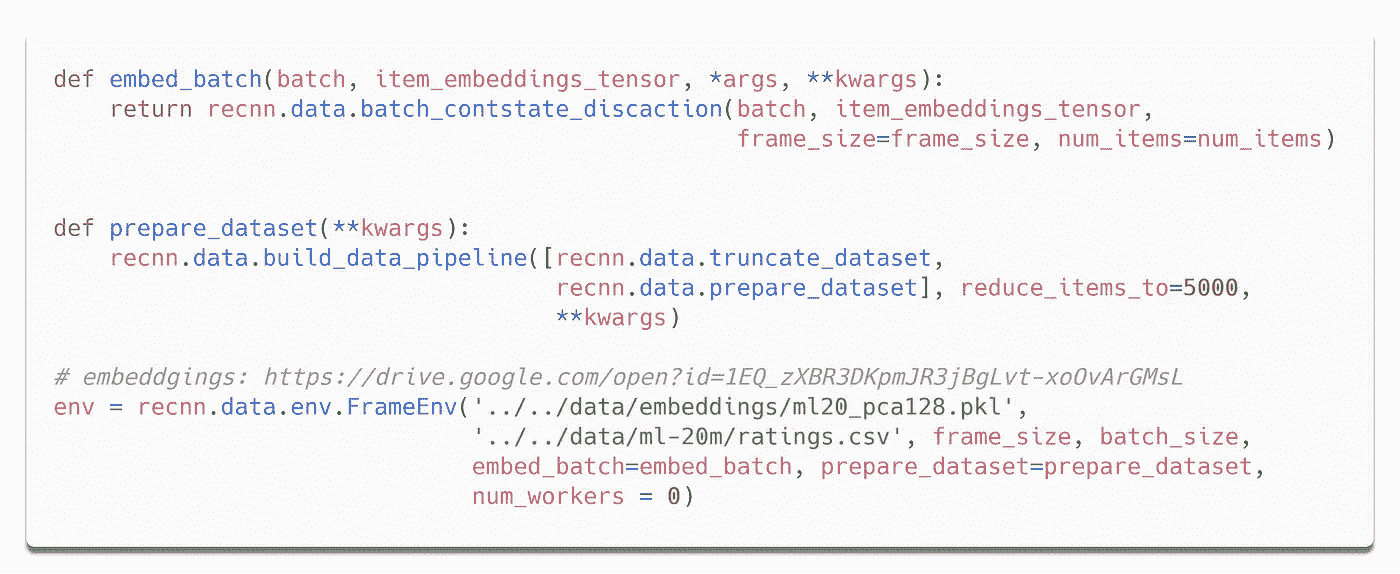 def embed_batch(batch, item_embeddings_tensor, *args, **kwargs):
    return recnn.data.batch_contstate_discaction(batch, item_embeddings_tensor,
                                                 frame_size=frame_size, num_items=num_items)
def prepare_dataset(**kwargs):
    recnn.data.build_data_pipeline([recnn.data.truncate_dataset,
                                    recnn.data.prepare_dataset], reduce_items_to=5000,
                                    **kwargs)
# embeddgings: https://drive.google.com/open?id=1EQ_zXBR3DKpmJR3jBgLvt-xoOvArGMsL
env = recnn.data.env.FrameEnv('../../data/embeddings/ml20_pca128.pkl',
                              '../../data/ml-20m/ratings.csv', frame_size, batch_size,
                              embed_batch=embed_batch, prepare_dataset=prepare_dataset,
                              num_workers = 0)